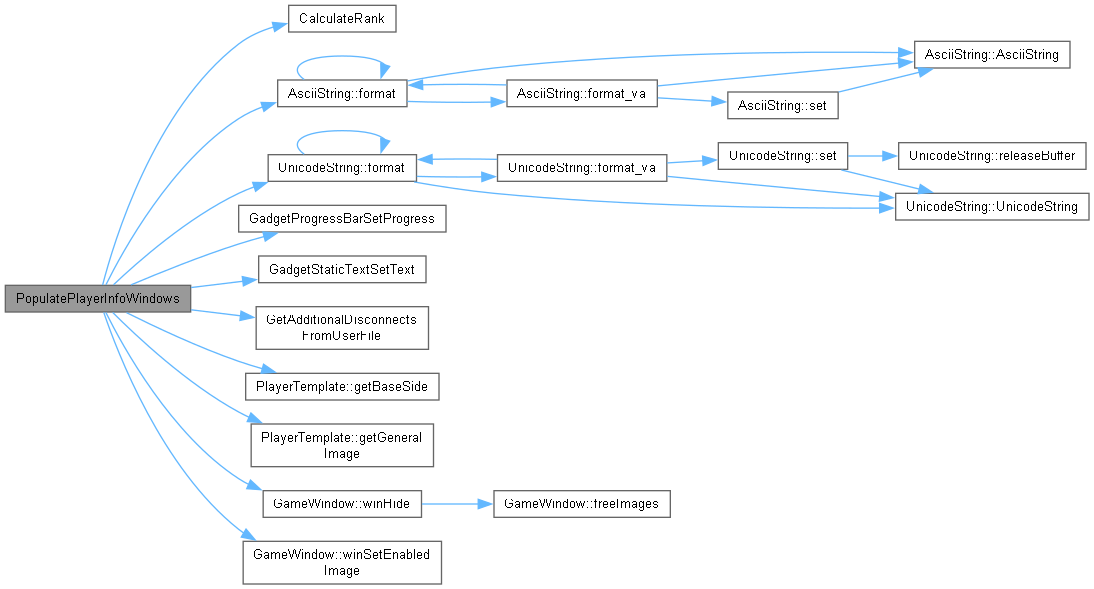 CalculateRank
AsciiString::format
AsciiString::format_va
AsciiString::AsciiString
AsciiString::set
UnicodeString::format
UnicodeString::format_va
UnicodeString::set
UnicodeString::releaseBuffer
UnicodeString::UnicodeString
GadgetProgressBarSetProgress
GadgetStaticTextSetText
PopulatePlayerInfoWindows
GetAdditionalDisconnects
FromUserFile
PlayerTemplate::getBaseSide
PlayerTemplate::getGeneral
Image
GameWindow::winHide
GameWindow::freeImages
GameWindow::winSetEnabled
Image